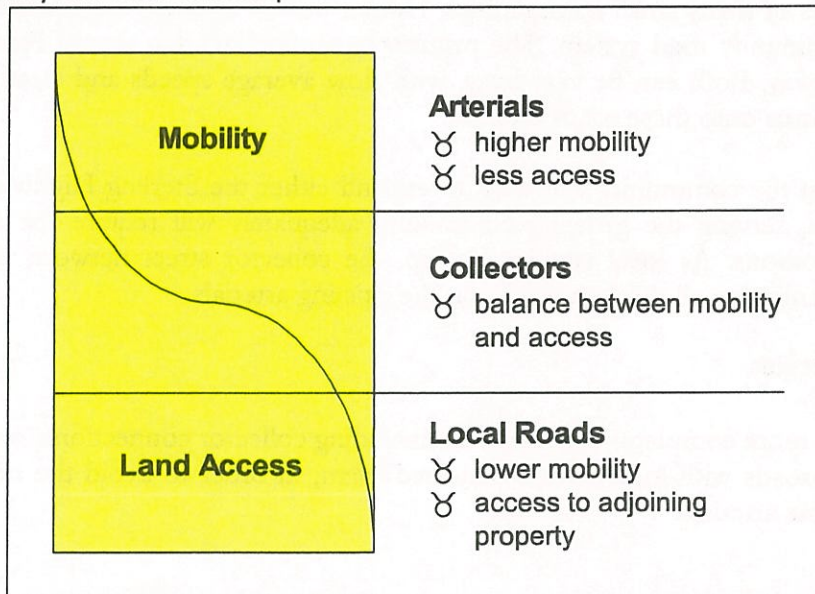 Mobility
Land Access
Arterials
♉ higher mobility
♉ less access
Collectors
♉ balance between mobility
and access
Local Roads
♉ lower mobility
♉ access to adjoining
property